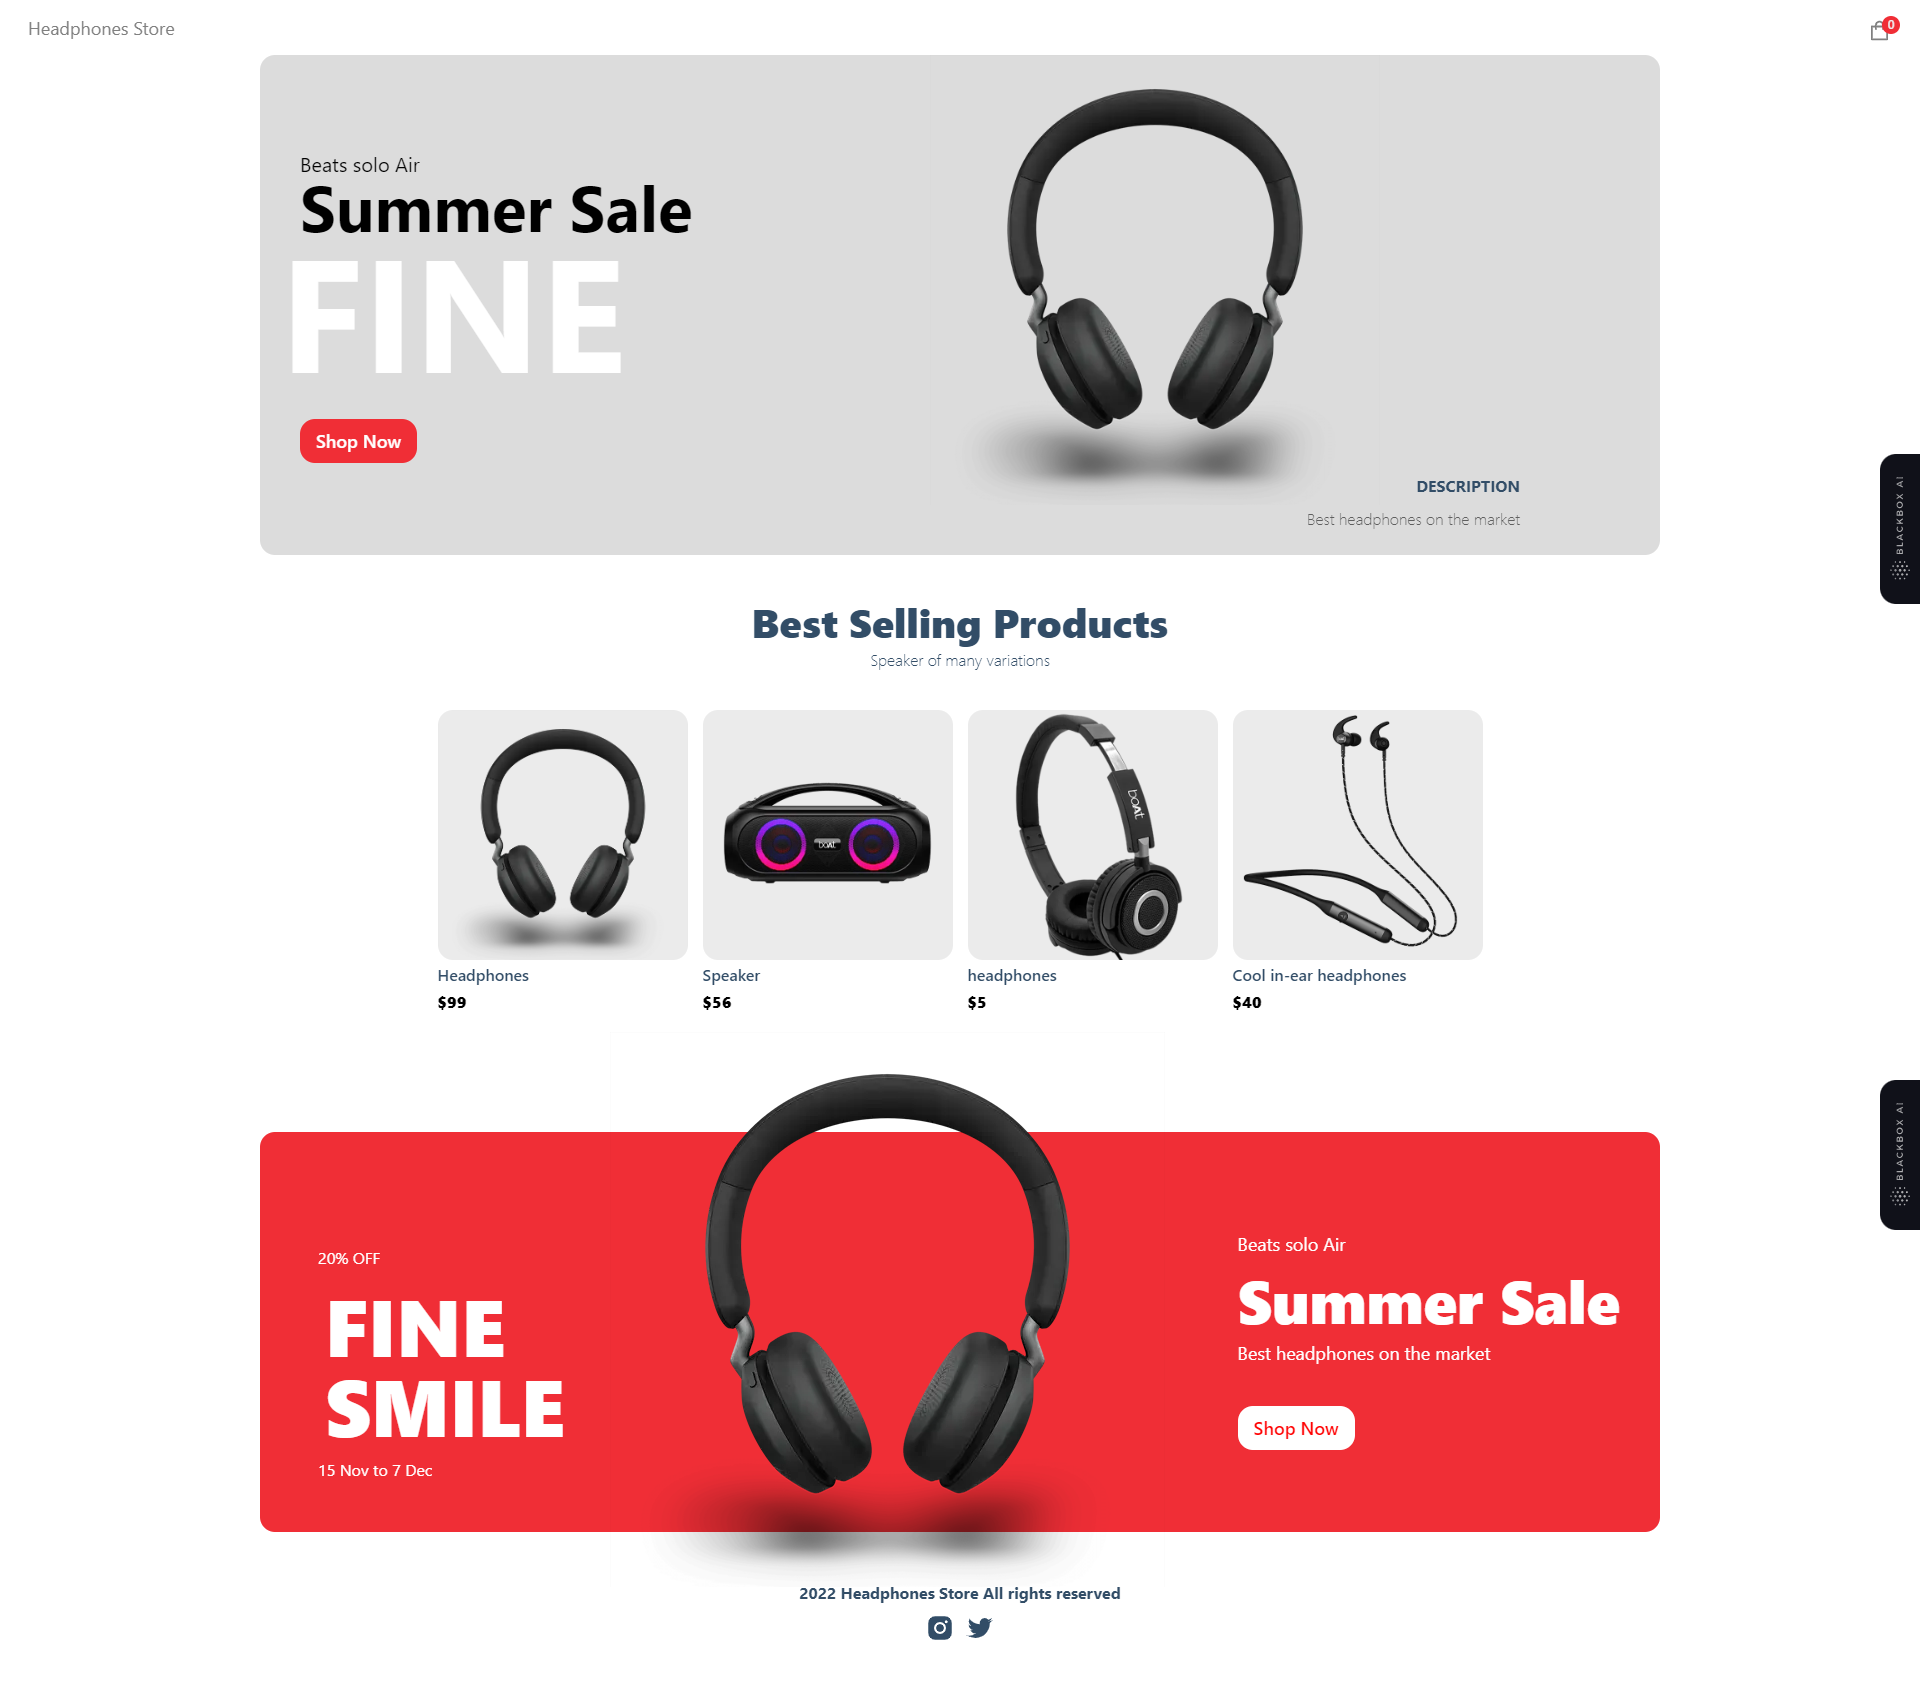 Headphones Store
0
Beats solo Air
Summer Sale
FINE
Shop Now
DESCRIPTION
Best headphones on the market
BLACKBOX AI
Best Selling Products
Speaker of many variations
boAt
boAt
Headphones
Speaker
headphones
Cool in-ear headphones
$99
$56
$5
$40
BLACKBOX AI
20% OFF
FINE
SMILE
15 Nov to 7 Dec
Beats solo Air
Summer Sale
Best headphones on the market
Shop Now
2022 Headphones Store All rights reserved